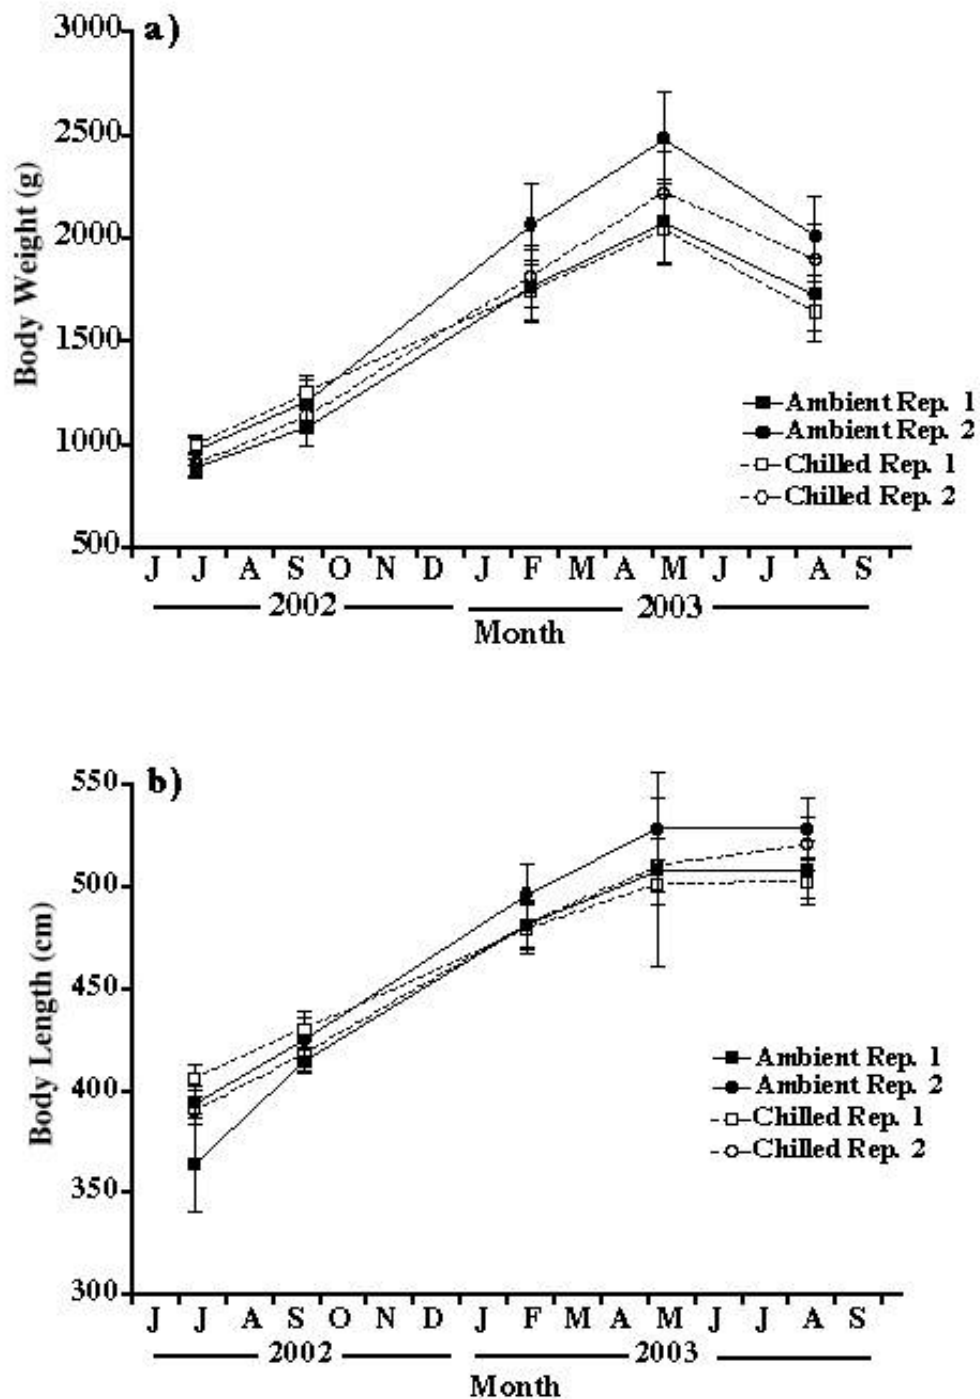 a)
3000
2500
2000
1500
1000
500
Body Weight (g)
Ambient Rep. 1
Ambient Rep. 2
Chilled Rep. 1
Chilled Rep. 2
J J A S O N D J F M A M J J A S
2002 2003
Month
b)
550
500
450
400
350
300
Body Length (cm)
Ambient Rep. 1
Ambient Rep. 2
Chilled Rep. 1
Chilled Rep. 2
J J A S O N D J F M A M J J A S
2002 2003
Month